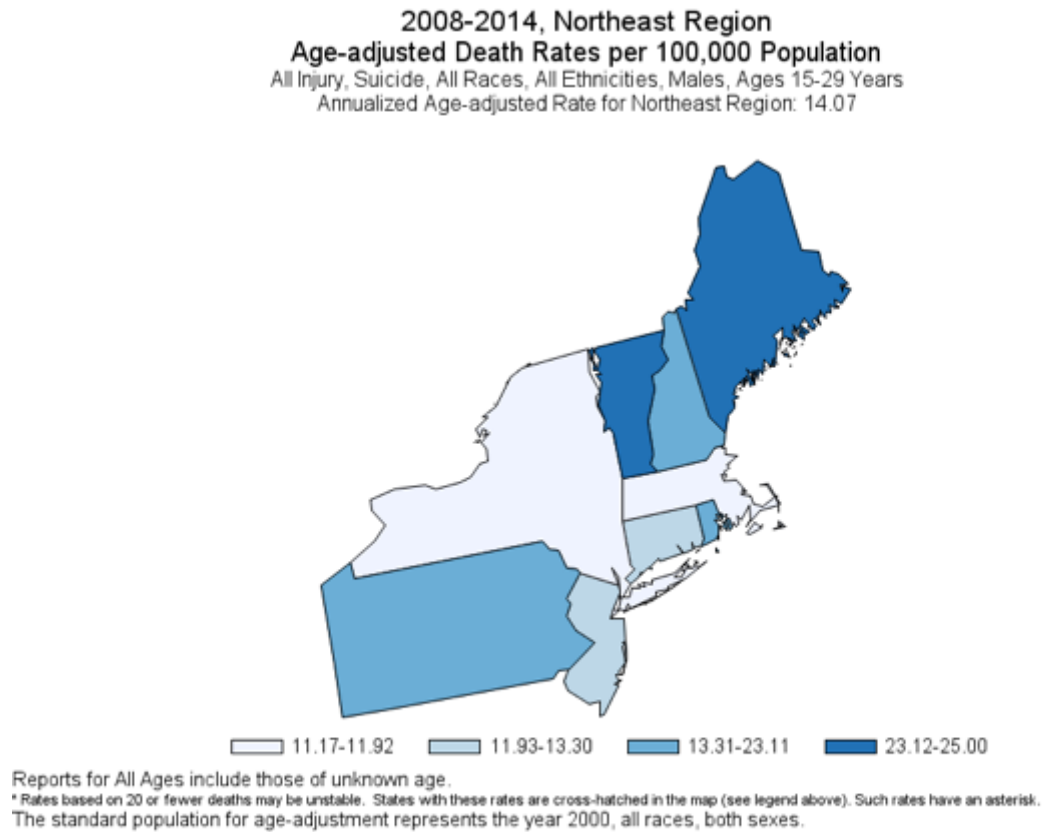 2008-2014, Northeast Region
Age-adjusted Death Rates per 100,000 Population
All Injury, Suicide, All Races, All Ethnicities, Males, Ages 15-29 Years
Annualized Age-adjusted Rate for Northeast Region: 14.07
11.17-11.92 11.93-13.30 13.31-23.11 23.12-25.00
Reports for All Ages include those of unknown age.
* Rates based on 20 or fewer deaths may be unstable. States with these rates are cross-hatched in the map (see legend above). Such rates have an asterisk.
The standard population for age-adjustment represents the year 2000, all races, both sexes.